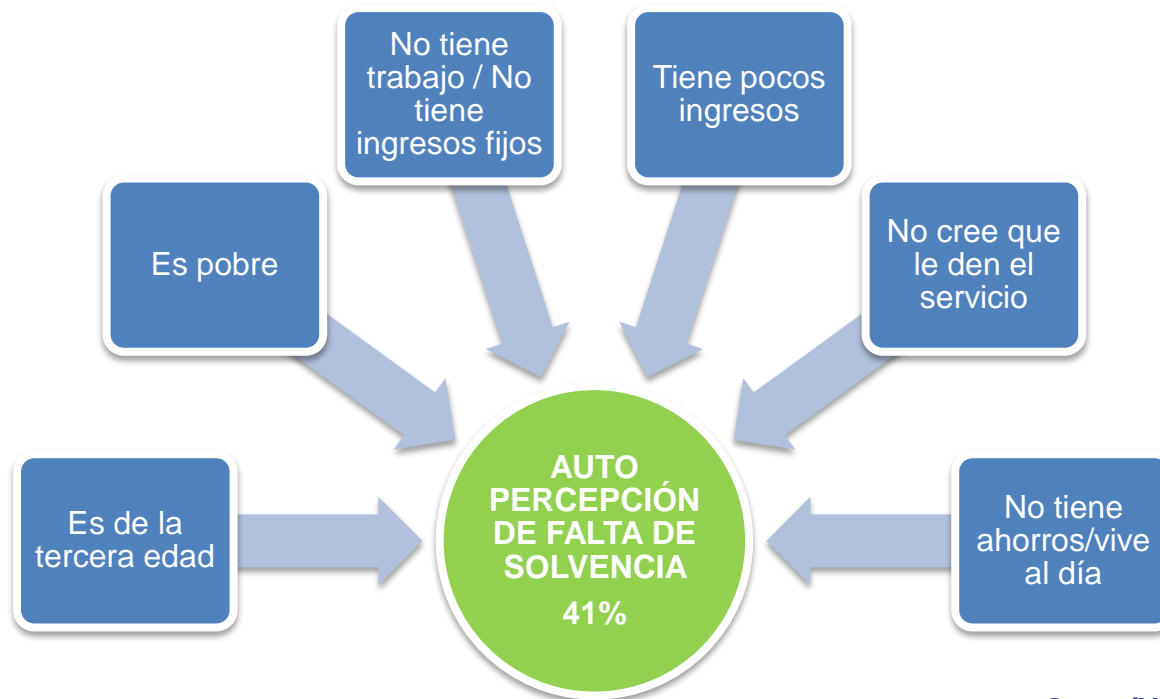 No tiene
trabajo / No
tiene
ingresos fijos
Tiene pocos
ingresos
Es pobre
No cree que
le den el
servicio
Es de la
tercera edad
AUTO
PERCEPCIÓN
DE FALTA DE
SOLVENCIA
41%
No tiene
ahorros/vive
al día